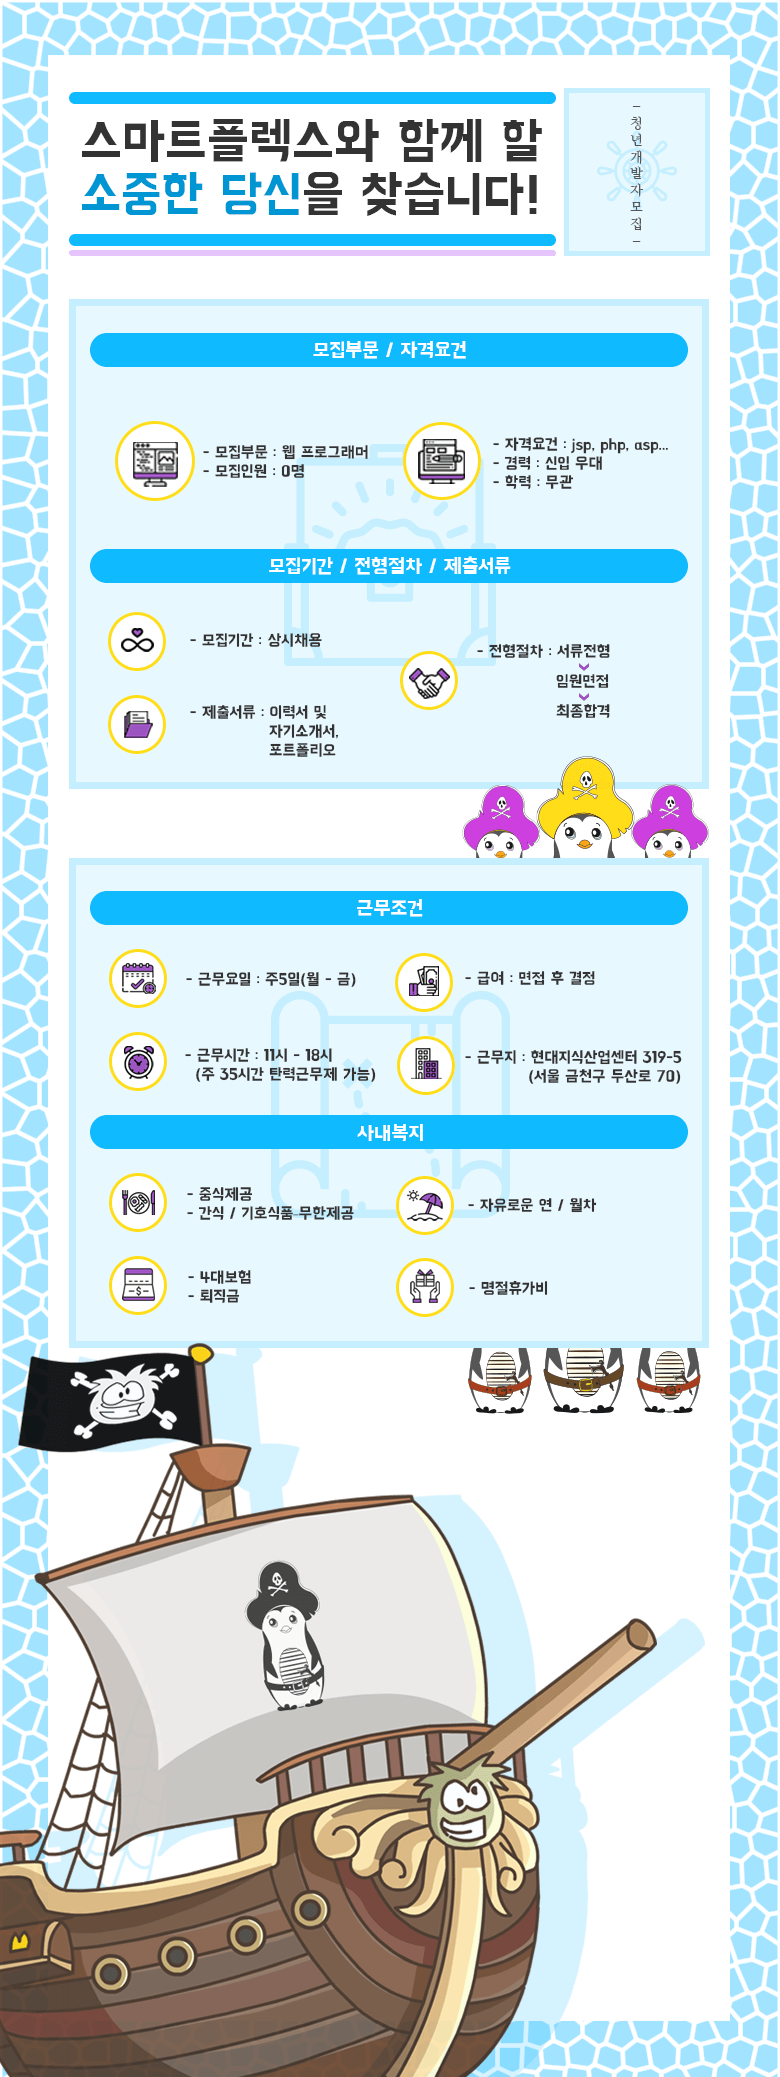 스마트플렉스와 함께 할
소중한 당신을 찾습니다!
- 청년개발자모집 -
모집부문 / 자격요건
- 모집부문 : 웹 프로그래머
- 모집인원 : 0명
- 자격요건 : jsp, php, asp...
- 경력 : 신입 우대
- 학력 : 무관
모집기간 / 전형절차 / 제출서류
- 모집기간 : 상시채용
- 제출서류 : 이력서 및
자기소개서,
포트폴리오
- 전형절차 : 서류전형
임원면접
최종합격
근무조건
- 근무요일 : 주5일(월 - 금)
- 급여 : 면접 후 결정
- 근무시간 : 11시 - 18시
(주 35시간 탄력근무제 가능)
- 근무지 : 현대지식산업센터 319-5
(서울 금천구 두산로 70)
사내복지
- 중식제공
- 간식 / 기호식품 무한제공
- 자유로운 연 / 월차
- 4대보험
- 퇴직금
- 명절휴가비